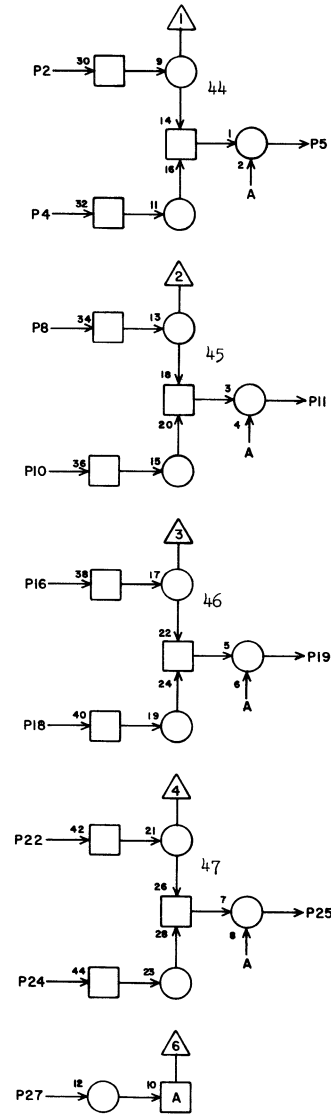 1
P2 30 9 44
14 1 P5
16 2
A
P4 32 11
2
P8 34 13 45
18 3 P11
20 4
A
P10 36 15
3
P16 38 17 46
22 5 P19
24 6
A
P18 40 19
4
P22 42 21 47
26 7 P25
28 8
A
P24 44 23
6
P27 12 10 A